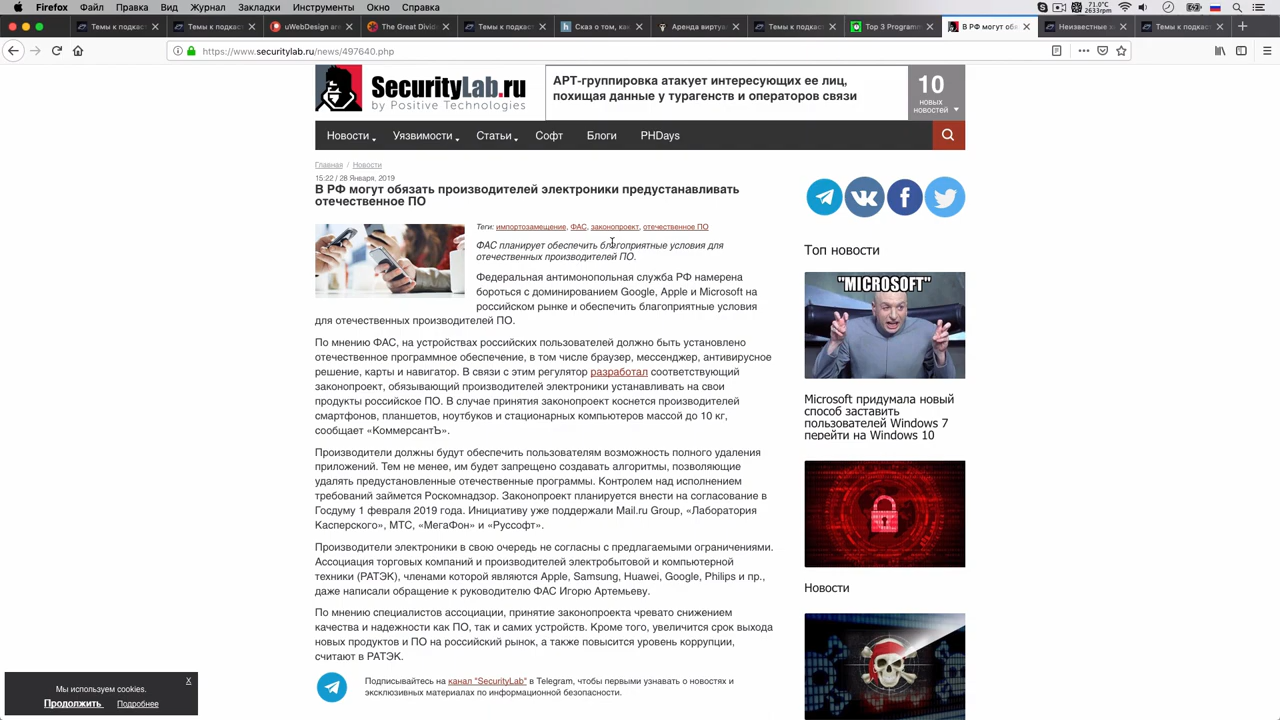 Firefox Файл Правка Вид Журнал Закладки Инструменты Окно Справка
71.0°C
Темы к подкаст
Темы к подкаст
uWebDesign an
The Great Divid
Темы к подкаст
Сказ о том, как
Аренда виртуа
Темы к подкаст
Top 3 Programm
В РФ могут обя
Неизвестные к
Темы к подкаст
https://www.securitylab.ru/news/497640.php
SecurityLab.ru
by Positive Technologies
APT-группировка атакует интересующих ее лиц,
похищая данные у турагенств и операторов связи
10
новых
новостей
Новости Уязвимости Статьи Софт Блоги PHDays
Главная / Новости
15:22 / 28 Января, 2019
В РФ могут обязать производителей электроники предустанавливать
отечественное ПО
Теги: импортозамещение, ФАС, законопроект, отечественное ПО
ФАС планирует обеспечить благоприятные условия для
отечественных производителей ПО.
Федеральная антимонопольная служба РФ намерена
бороться с доминированием Google, Apple и Microsoft на
российском рынке и обеспечить благоприятные условия
для отечественных производителей ПО.
По мнению ФАС, на устройствах российских пользователей должно быть установлено
отечественное программное обеспечение, в том числе браузер, мессенджер, антивирусное
решение, карты и навигатор. В связи с этим регулятор разработал соответствующий
законопроект, обязывающий производителей электроники устанавливать на свои
продукты российское ПО. В случае принятия законопроект коснется производителей
смартфонов, планшетов, ноутбуков и стационарных компьютеров массой до 10 кг,
сообщает «КоммерсантЪ».
Производители должны будут обеспечить пользователям возможность полного удаления
приложений. Тем не менее, им будет запрещено создавать алгоритмы, позволяющие
удалять предустановленные отечественные программы. Контролем над исполнением
требований займется Роскомнадзор. Законопроект планируется внести на согласование в
Госдуму 1 февраля 2019 года. Инициативу уже поддержали Mail.ru Group, «Лаборатория
Касперского», МТС, «МегаФон» и «Руссофт».
Производители электроники в свою очередь не согласны с предлагаемыми ограничениями.
Ассоциация торговых компаний и производителей электробытовой и компьютерной
техники (РАТЭК), членами которой являются Apple, Samsung, Huawei, Google, Philips и пр.,
даже написали обращение к руководителю ФАС Игорю Артемьеву.
По мнению специалистов ассоциации, принятие законопроекта чревато снижением
качества и надежности как ПО, так и самих устройств. Кроме того, увеличится срок выхода
новых продуктов и ПО на российский рынок, а также повысится уровень коррупции,
считают в РАТЭК.
Подписывайтесь на канал "SecurityLab" в Telegram, чтобы первыми узнавать о новостях и
эксклюзивных материалах по информационной безопасности.
Топ новости
"MICROSOFT"
Microsoft придумала новый
способ заставить
пользователей Windows 7
перейти на Windows 10
Новости
X
Мы используем cookies.
Продолжить Подробнее